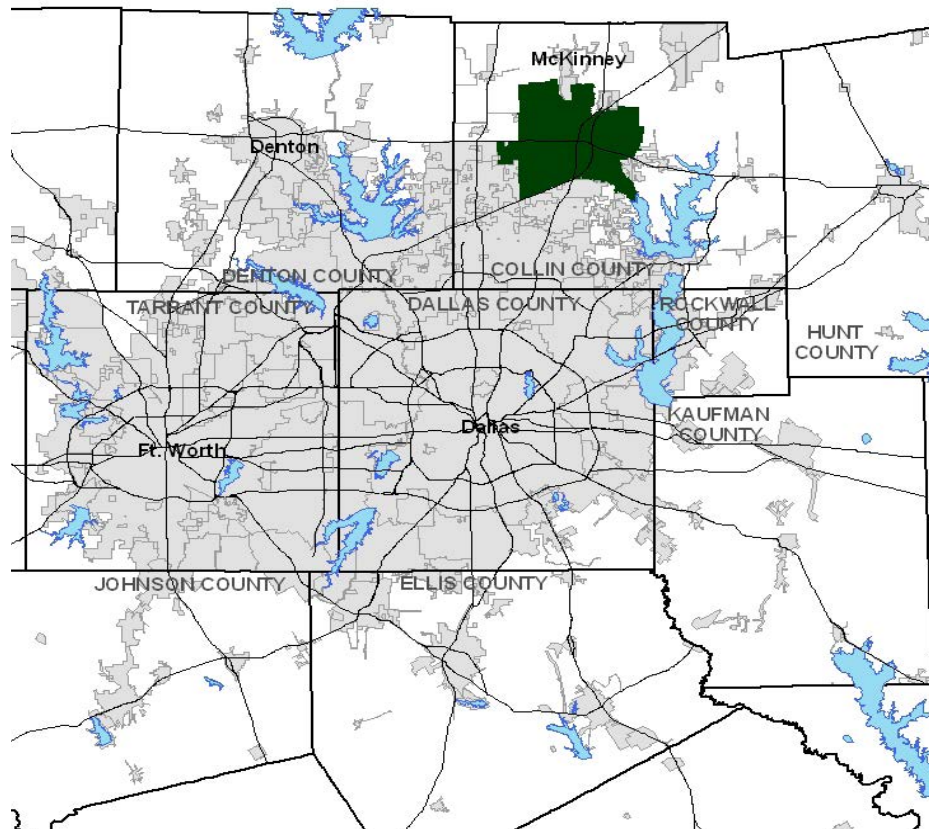 McKinney
Denton
DENTON COUNTY
COLLIN COUNTY
TARRANT COUNTY
DALLAS COUNTY
ROCKWALL
COUNTY
HUNT
COUNTY
KAUFMAN
COUNTY
Dallas
Ft. Worth
JOHNSON COUNTY
ELLIS COUNTY